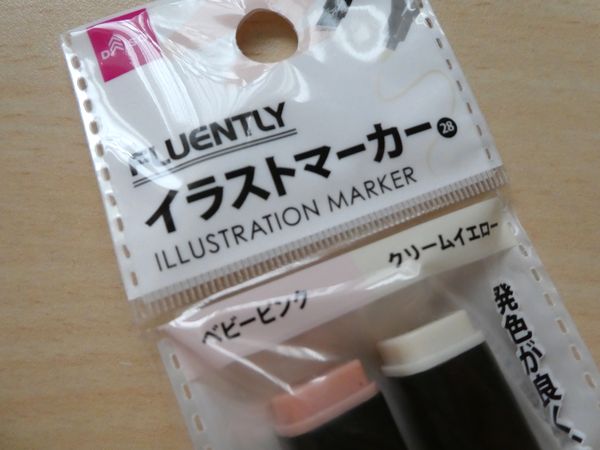 DAISO
FLUENTLY
イラストマーカー 28
ILLUSTRATION MARKER
ベビーピンク
クリームイエロー
発色が良く、